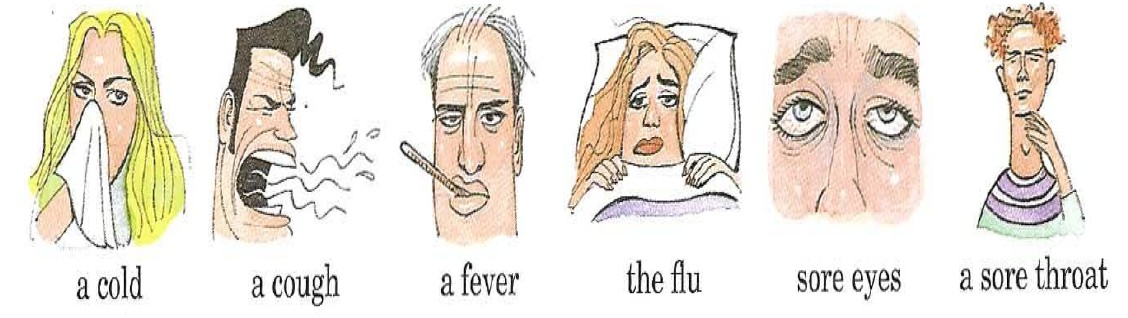 a cold
a cough
a fever
the flu
sore eyes
a sore throat